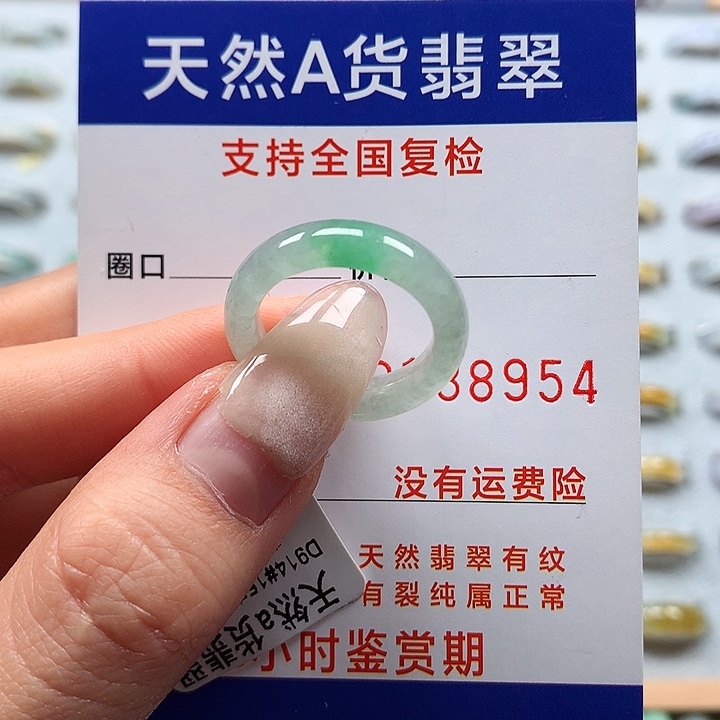 天然A货翡翠
支持全国复检
圈口
38954
没有运费险
天然翡翠有纹
有裂纯属正常
小时鉴赏期
D914#15
天然a货翡翠